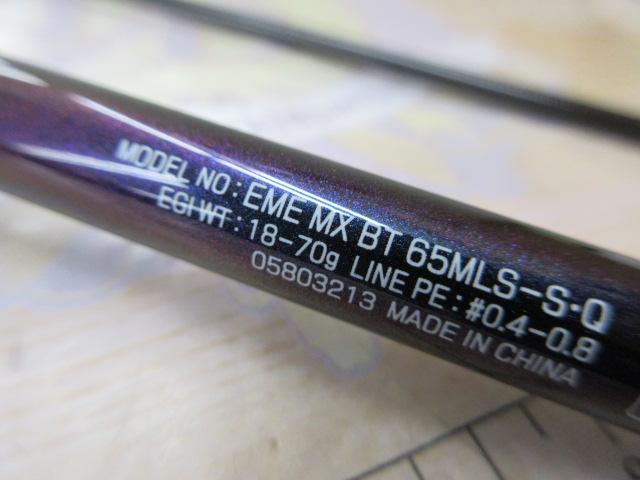 MODEL NO : EME MX BT 65MLS-S·Q
EGI WT : 18-70g LINE PE : #0.4-0.8
05803213 MADE IN CHINA